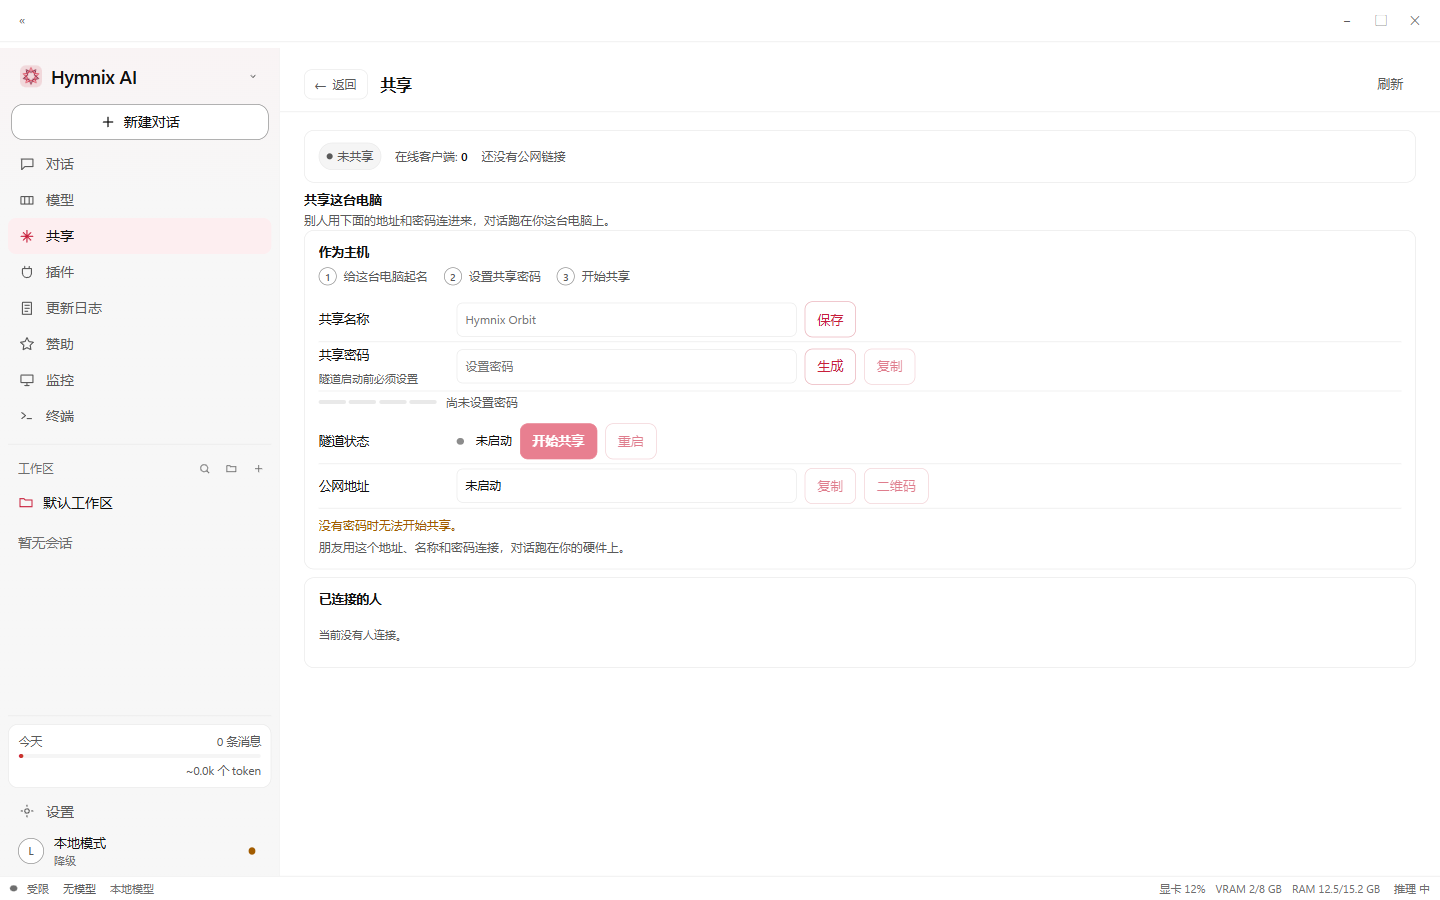 «
Hymnix AI
新建对话
对话
模型
共享
插件
更新日志
赞助
监控
终端
工作区
默认工作区
暂无会话
今天 0 条消息
~0.0k 个 token
设置
L 本地模式
降级
← 返回 共享 刷新
未共享 在线客户端: 0 还没有公网链接
共享这台电脑
别人用下面的地址和密码连进来，对话跑在你这台电脑上。
作为主机
1 给这台电脑起名 2 设置共享密码 3 开始共享
共享名称 Hymnix Orbit 保存
共享密码 设置密码 生成 复制
隧道启动前必须设置
尚未设置密码
隧道状态 未启动 开始共享 重启
公网地址 未启动 复制 二维码
没有密码时无法开始共享。
朋友用这个地址、名称和密码连接，对话跑在你的硬件上。
已连接的人
当前没有人连接。
受限 无模型 本地模型 显卡 12% VRAM 2/8 GB RAM 12.5/15.2 GB 推理 中